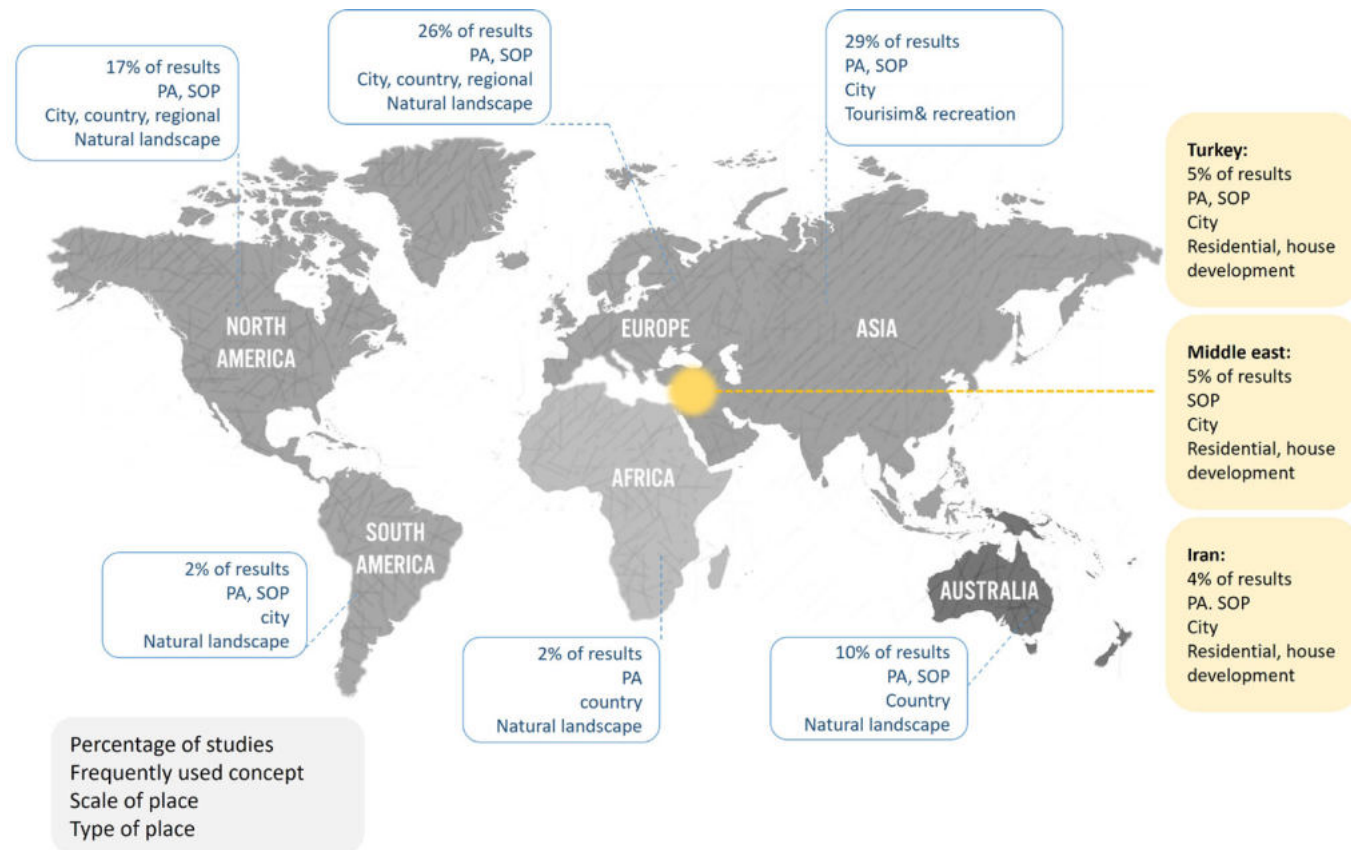 17% of results
PA, SOP
City, country, regional
Natural landscape
26% of results
PA, SOP
City, country, regional
Natural landscape
29% of results
PA, SOP
City
Tourisim& recreation
NORTH
AMERICA
EUROPE
ASIA
AFRICA
SOUTH
AMERICA
AUSTRALIA
2% of results
PA, SOP
city
Natural landscape
2% of results
PA
country
Natural landscape
10% of results
PA, SOP
Country
Natural landscape
Turkey:
5% of results
PA, SOP
City
Residential, house
development
Middle east:
5% of results
SOP
City
Residential, house
development
Iran:
4% of results
PA. SOP
City
Residential, house
development
Percentage of studies
Frequently used concept
Scale of place
Type of place